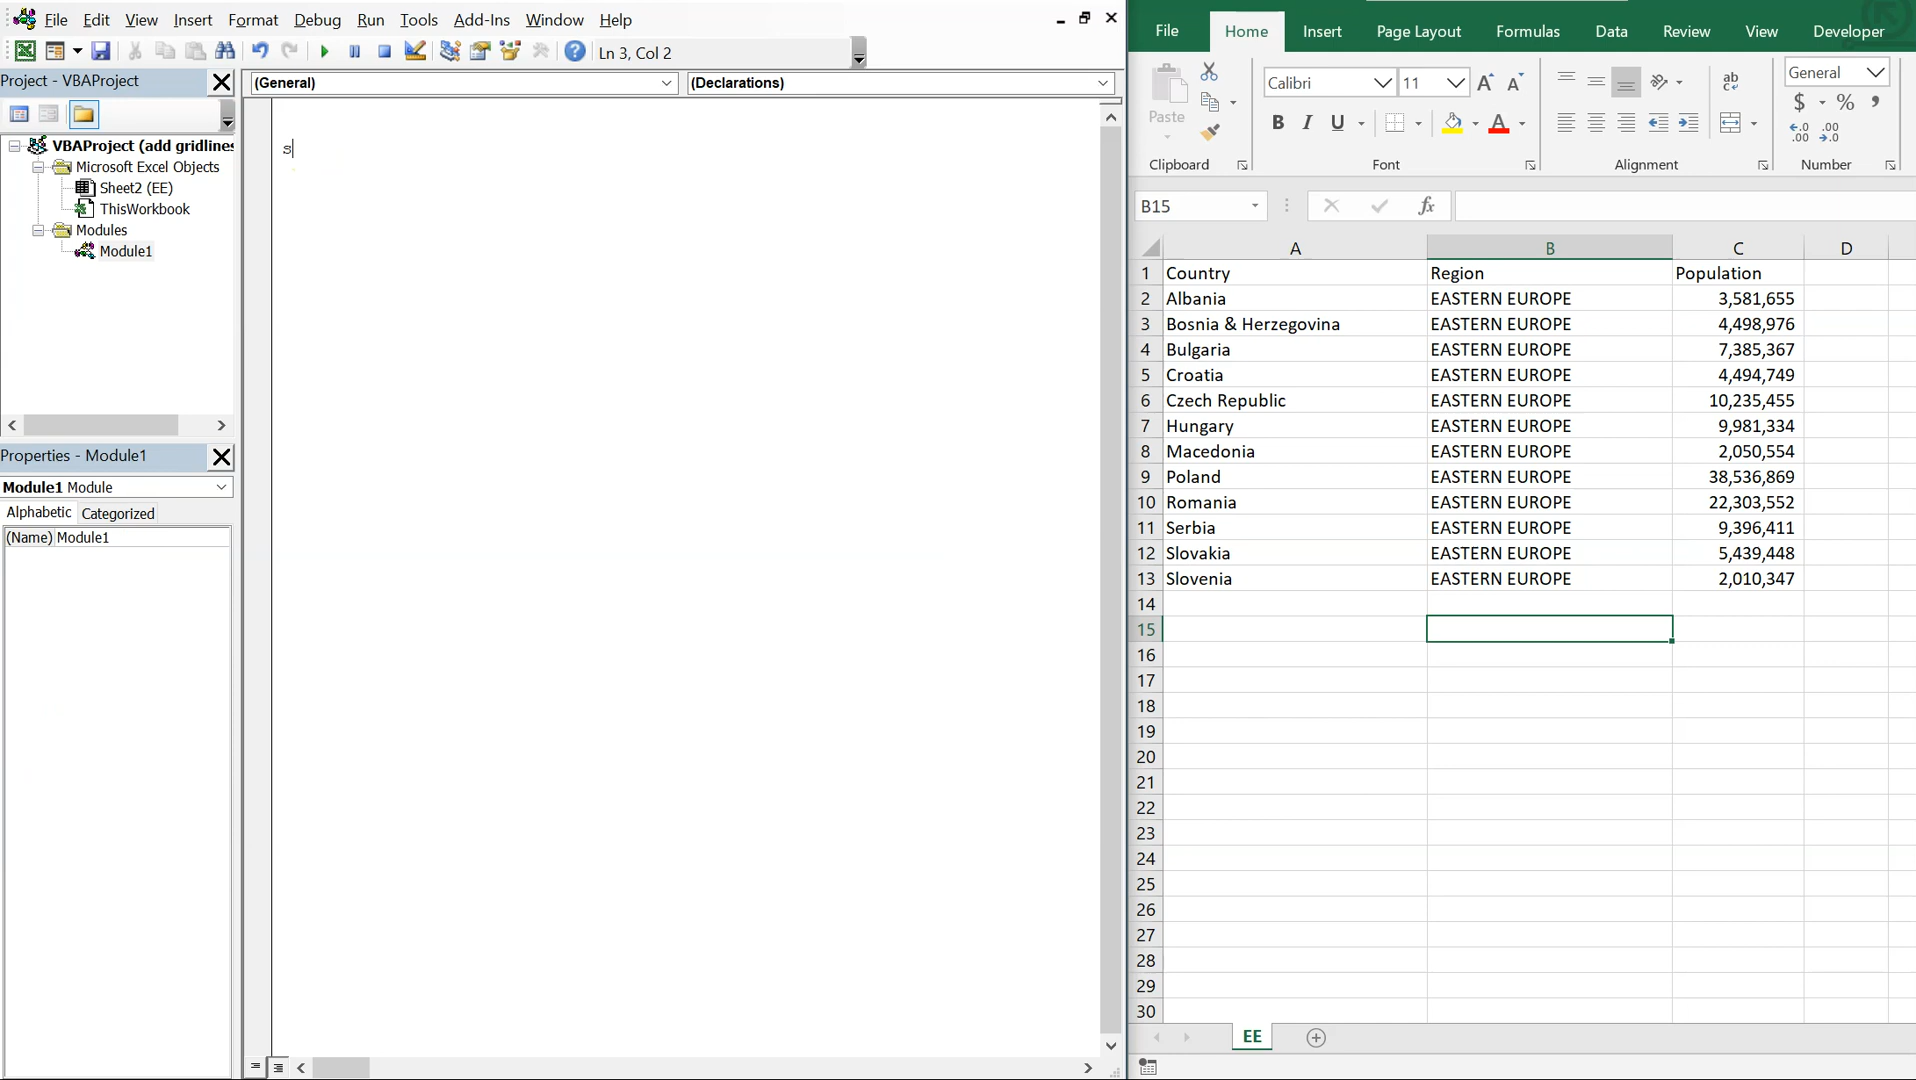 File Edit View Insert Format Debug Run Tools Add-Ins Window Help
Ln 3, Col 2
Project - VBAProject
VBAProject (add gridlines
Microsoft Excel Objects
Sheet2 (EE)
ThisWorkbook
Modules
Module1
Properties - Module1
Module1 Module
Alphabetic Categorized
(Name) Module1
(General) (Declarations)
s
File Home Insert Page Layout Formulas Data Review View Developer
Paste
Calibri 11
B I U A
ab
General
$ % ,
Clipboard Font Alignment Number
B15 fx
A B C D
1 Country Region Population
2 Albania EASTERN EUROPE 3,581,655
3 Bosnia & Herzegovina EASTERN EUROPE 4,498,976
4 Bulgaria EASTERN EUROPE 7,385,367
5 Croatia EASTERN EUROPE 4,494,749
6 Czech Republic EASTERN EUROPE 10,235,455
7 Hungary EASTERN EUROPE 9,981,334
8 Macedonia EASTERN EUROPE 2,050,554
9 Poland EASTERN EUROPE 38,536,869
10 Romania EASTERN EUROPE 22,303,552
11 Serbia EASTERN EUROPE 9,396,411
12 Slovakia EASTERN EUROPE 5,439,448
13 Slovenia EASTERN EUROPE 2,010,347
14
15
16
17
18
19
20
21
22
23
24
25
26
27
28
29
30
EE